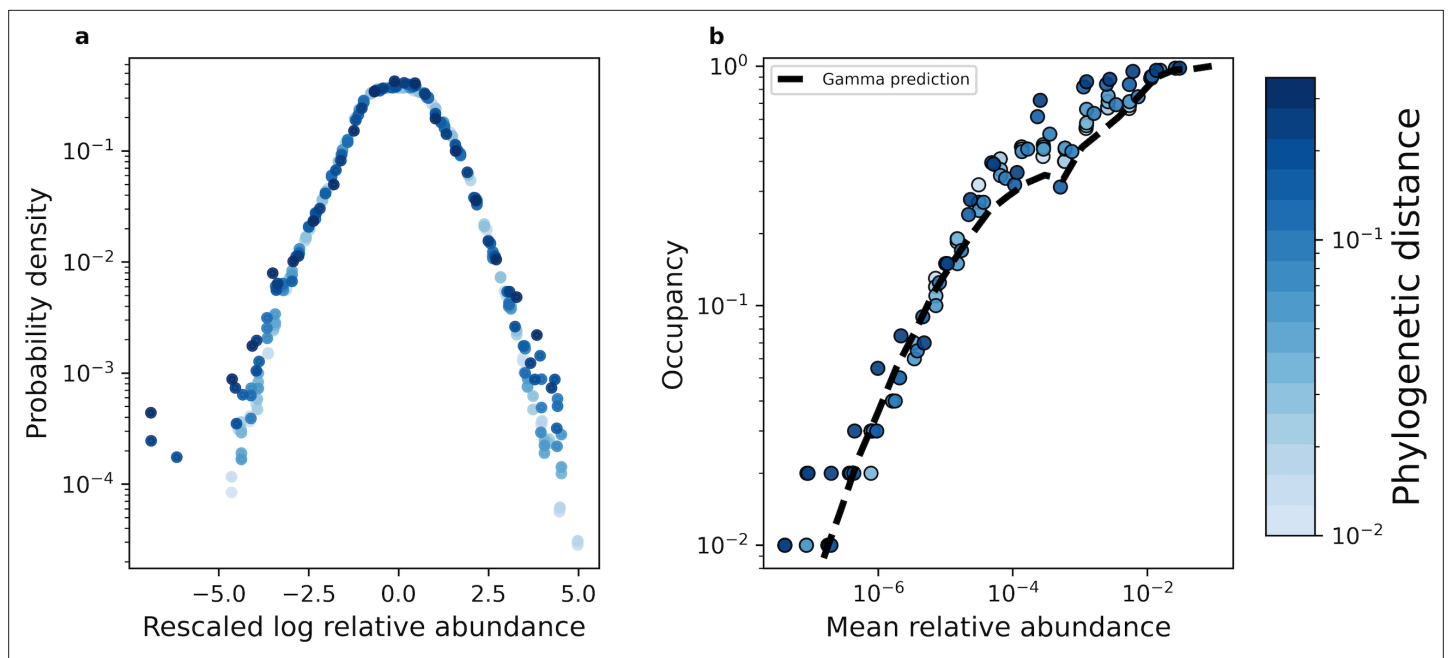 a
10⁻¹
10⁻²
10⁻³
10⁻⁴
Probability density
−5.0 −2.5 0.0 2.5 5.0
Rescaled log relative abundance
b
Gamma prediction
10⁰
10⁻¹
10⁻²
Occupancy
10⁻⁶ 10⁻⁴ 10⁻²
Mean relative abundance
10⁻¹
10⁻²
Phylogenetic distance